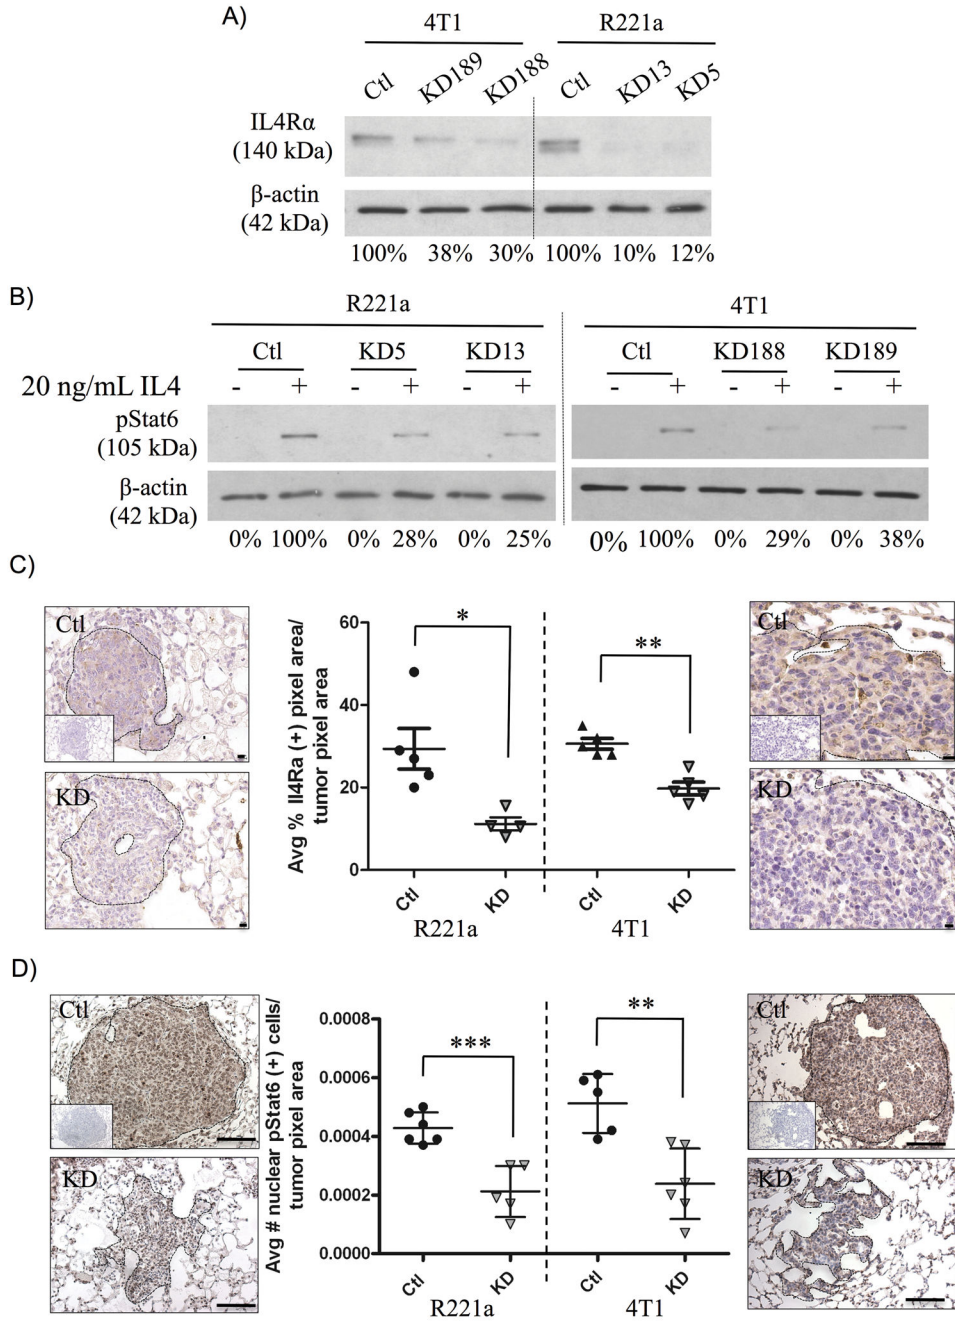 A)
4T1 R221a
Ctl KD189 KD188 Ctl KD13 KD5
IL4Rα
(140 kDa)
β-actin
(42 kDa)
100% 38% 30% 100% 10% 12%
B)
R221a 4T1
Ctl KD5 KD13 Ctl KD188 KD189
20 ng/mL IL4 - + - + - + - + - + - +
pStat6
(105 kDa)
β-actin
(42 kDa)
0% 100% 0% 28% 0% 25% 0% 100% 0% 29% 0% 38%
C)
Ctl
KD
Avg % Il4Ra (+) pixel area/
tumor pixel area
60
40
20
0
* **
Ctl KD Ctl KD
R221a 4T1
Ctl
KD
D)
Ctl
KD
Avg # nuclear pStat6 (+) cells/
tumor pixel area
0.0008
0.0006
0.0004
0.0002
0.0000
*** **
Ctl KD Ctl KD
R221a 4T1
Ctl
KD